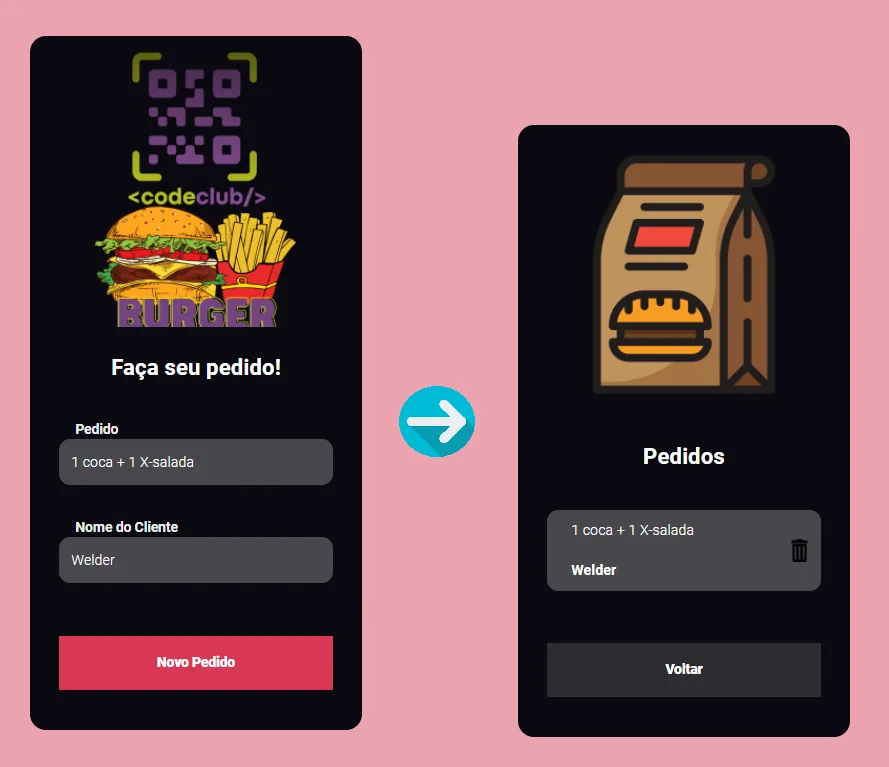 <codeclub/>
BURGER
Faça seu pedido!
Pedido
1 coca + 1 X-salada
Nome do Cliente
Welder
Novo Pedido
Pedidos
1 coca + 1 X-salada
Welder
Voltar